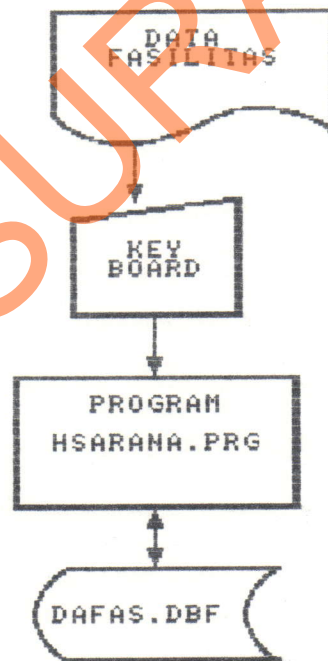 DATA
FASILITAS
KEY
BOARD
PROGRAM
HSARANA.PRG
DAFAS.DBF